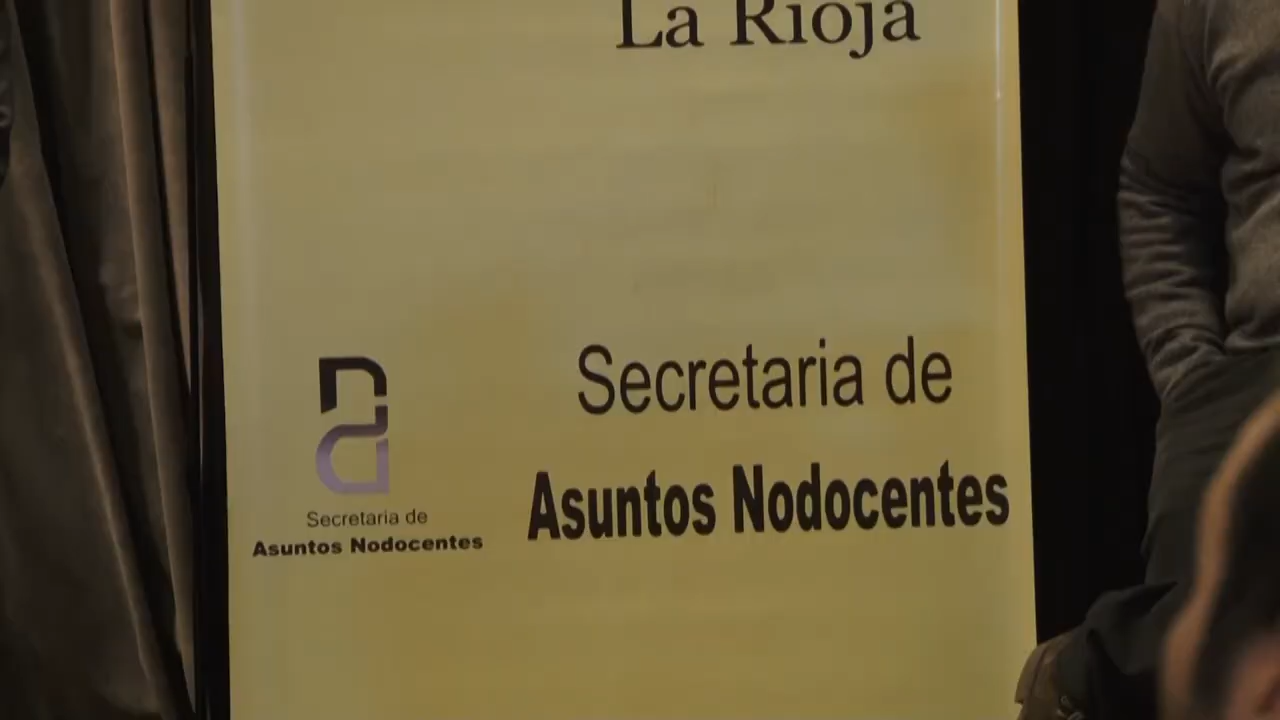 La Rioja
Secretaria de
Asuntos Nodocentes
Secretaria de
Asuntos Nodocentes